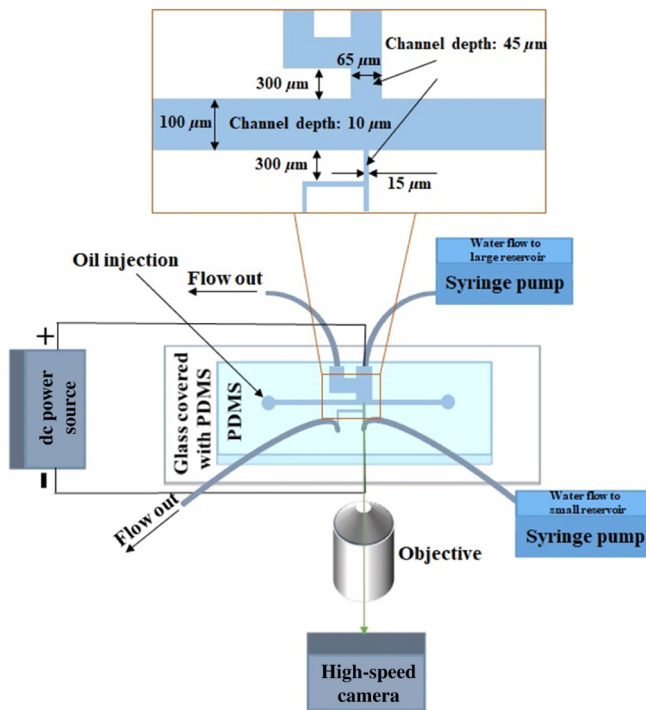 Channel depth: 45 µm
65 µm
300 µm
100 µm
Channel depth: 10 µm
300 µm
15 µm
Oil injection
Flow out
Water flow to
large reservoir
Syringe pump
+
dc power
source
-
Glass covered
with PDMS
PDMS
Flow out
Water flow to
small reservoir
Syringe pump
Objective
High-speed
camera